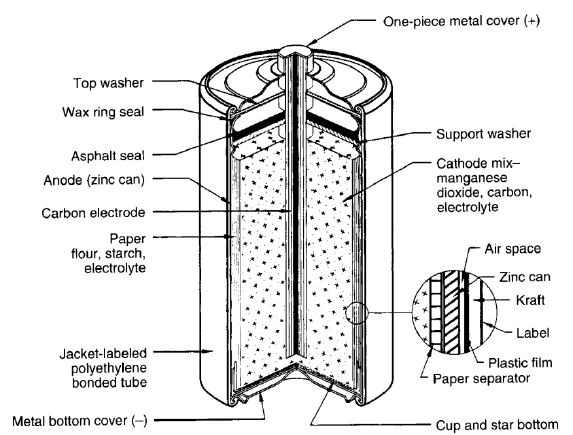 One-piece metal cover (+)
Top washer
Wax ring seal
Asphalt seal
Anode (zinc can)
Carbon electrode
Paper
flour, starch,
electrolyte
Jacket-labeled
polyethylene
bonded tube
Metal bottom cover (–)
Support washer
Cathode mix–
manganese
dioxide, carbon,
electrolyte
Air space
Zinc can
Kraft
Label
Plastic film
Paper separator
Cup and star bottom